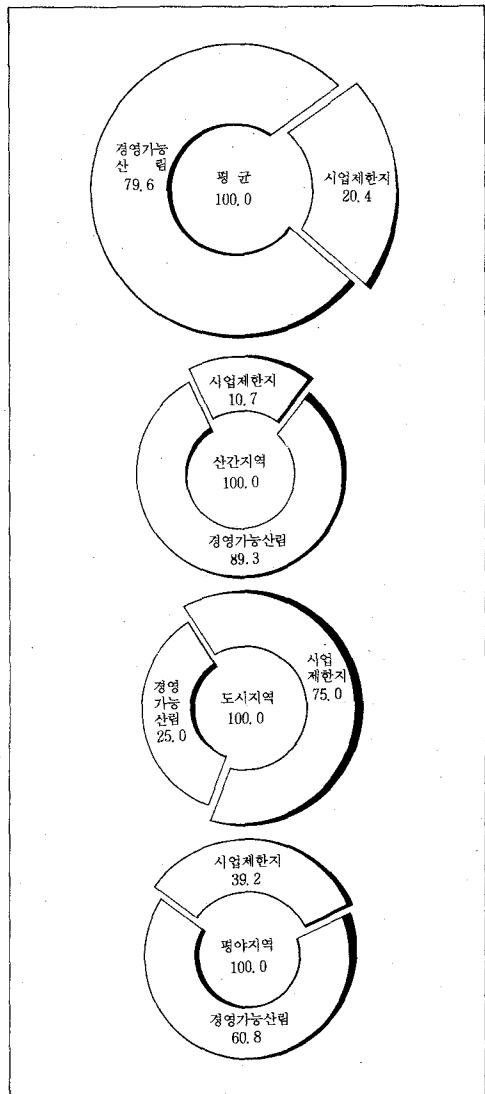 경영가능
산 림
79.6
평 균
100.0
시업제한지
20.4
시업제한지
10.7
산간지역
100.0
경영가능산림
89.3
시업
제한지
75.0
경영
가능
산림
25.0
도시지역
100.0
시업제한지
39.2
평야지역
100.0
경영가능산림
60.8